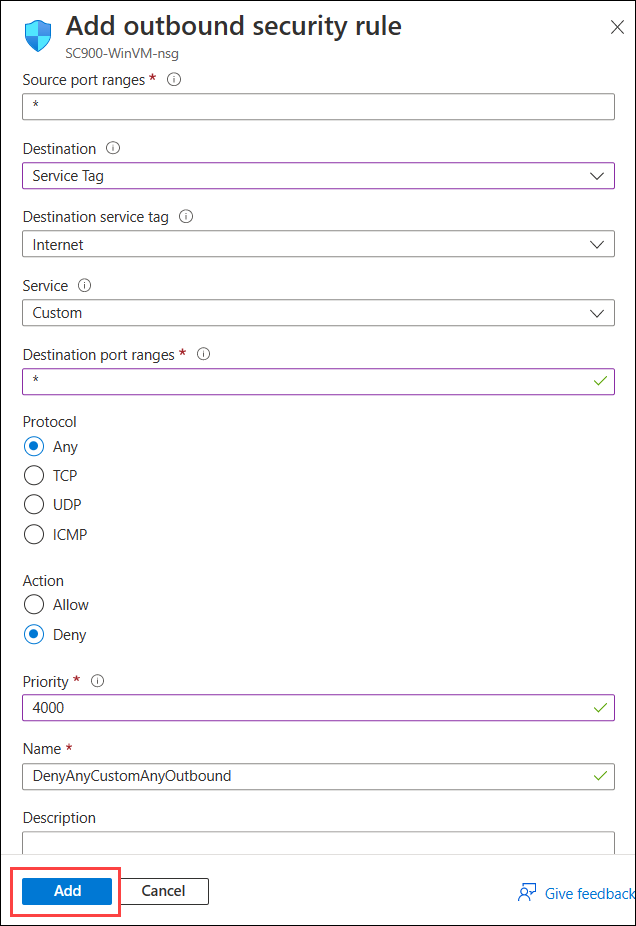 Add outbound security rule
SC900-WinVM-nsg
Source port ranges *
*
Destination
Service Tag
Destination service tag
Internet
Service
Custom
Destination port ranges *
*
Protocol
Any
TCP
UDP
ICMP
Action
Allow
Deny
Priority *
4000
Name *
DenyAnyCustomAnyOutbound
Description
Add Cancel Give feedback